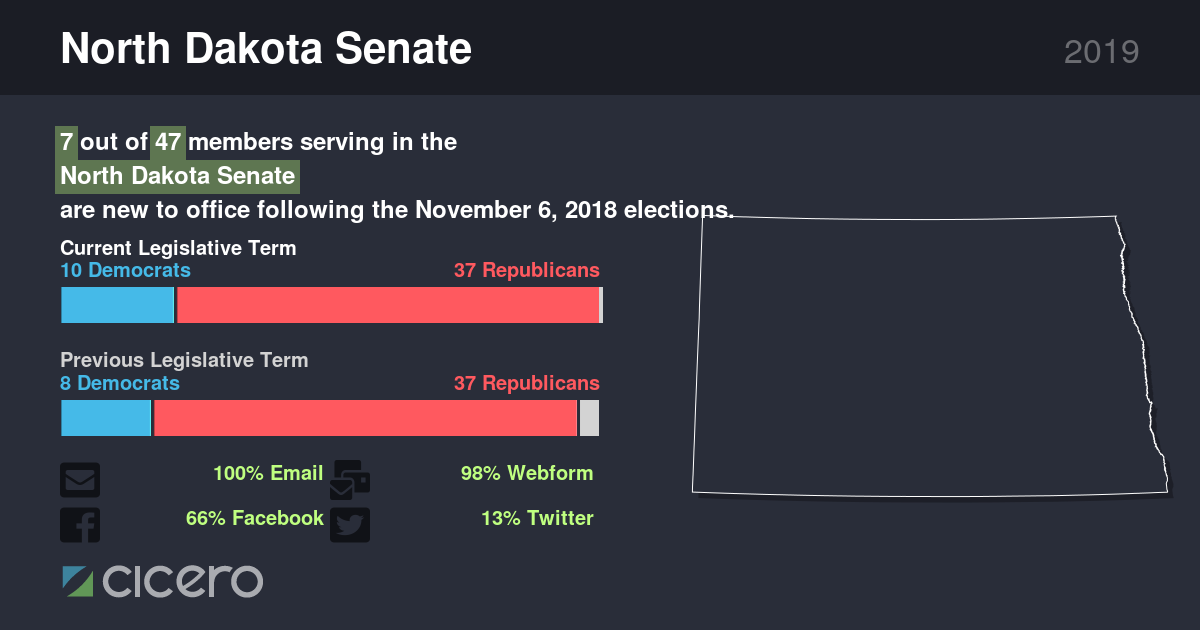 North Dakota Senate
2019
7 out of 47 members serving in the
North Dakota Senate
are new to office following the November 6, 2018 elections.
Current Legislative Term
10 Democrats 37 Republicans
Previous Legislative Term
8 Democrats 37 Republicans
100% Email 98% Webform
66% Facebook 13% Twitter
cicero